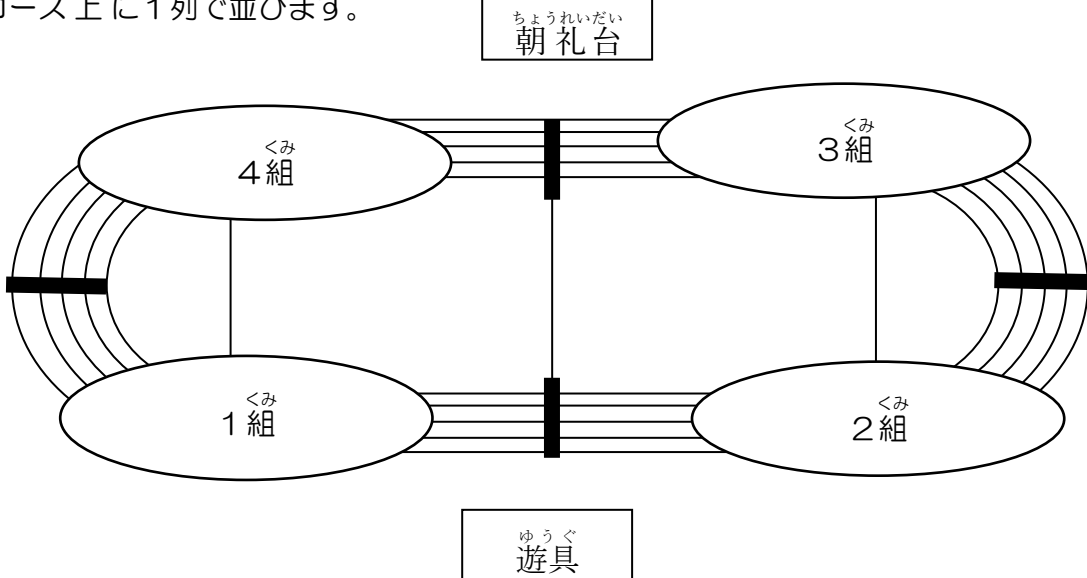 コース上に1列で並びます。
ちょうれいだい
朝礼台
くみ
4組
くみ
3組
くみ
1組
くみ
2組
ゆうぐ
遊具